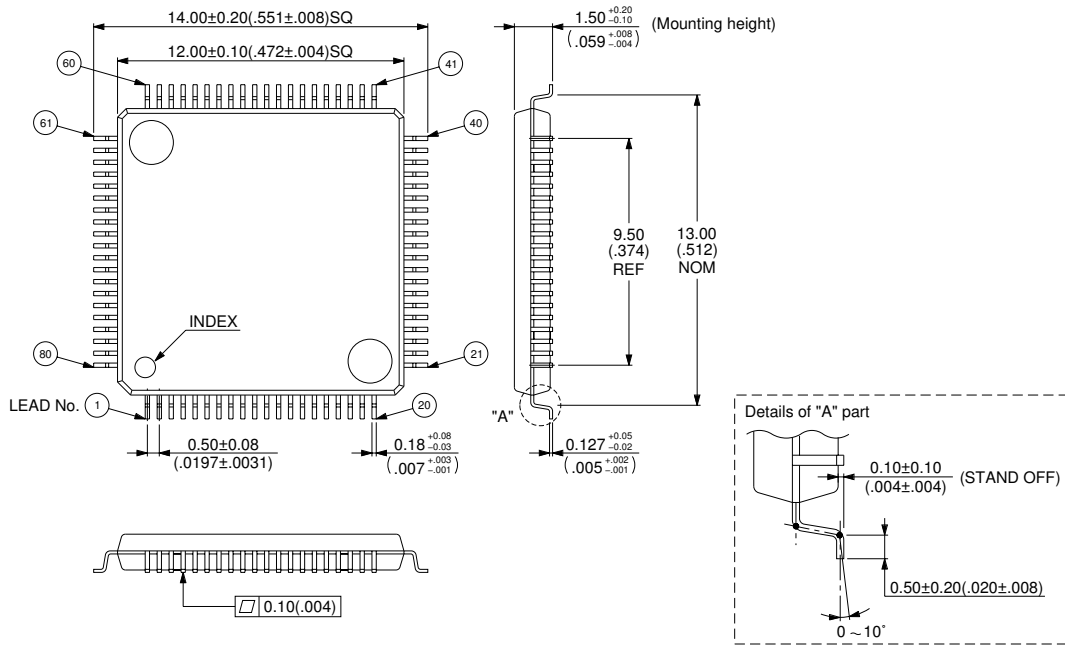 14.00±0.20(.551±.008)SQ
12.00±0.10(.472±.004)SQ
1.50 +0.20 -0.10 (Mounting height)
(.059 +.008 -.004)
60
41
61
40
9.50
(.374)
REF
13.00
(.512)
NOM
INDEX
80
21
LEAD No. 1
20
"A"
0.50±0.08
(.0197±.0031)
0.18 +0.08 -0.03
(.007 +.003 -.001)
0.127 +0.05 -0.02
(.005 +.002 -.001)
Details of "A" part
0.10±0.10
(.004±.004)
(STAND OFF)
0.50±0.20(.020±.008)
0 ~ 10°
0.10(.004)